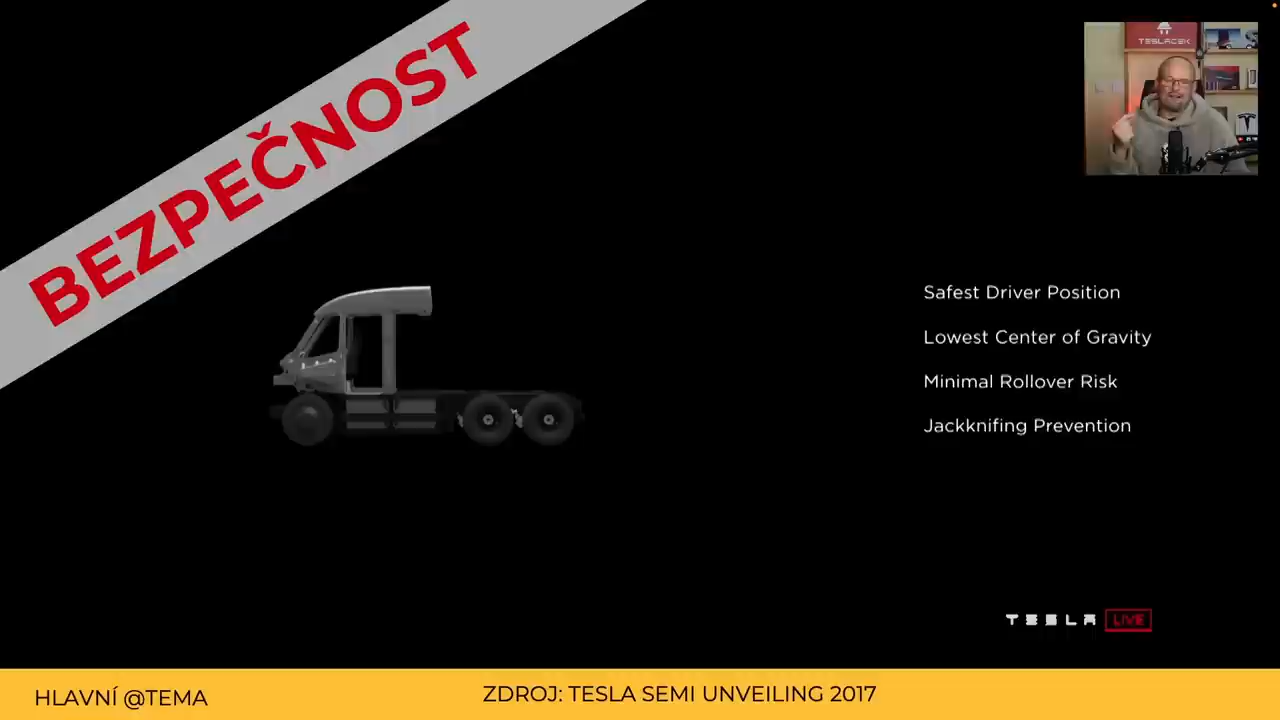 BEZPEČNOST
TESLACEK
Safest Driver Position
Lowest Center of Gravity
Minimal Rollover Risk
Jackknifing Prevention
TESLA LIVE
HLAVNÍ @TEMA
ZDROJ: TESLA SEMI UNVEILING 2017